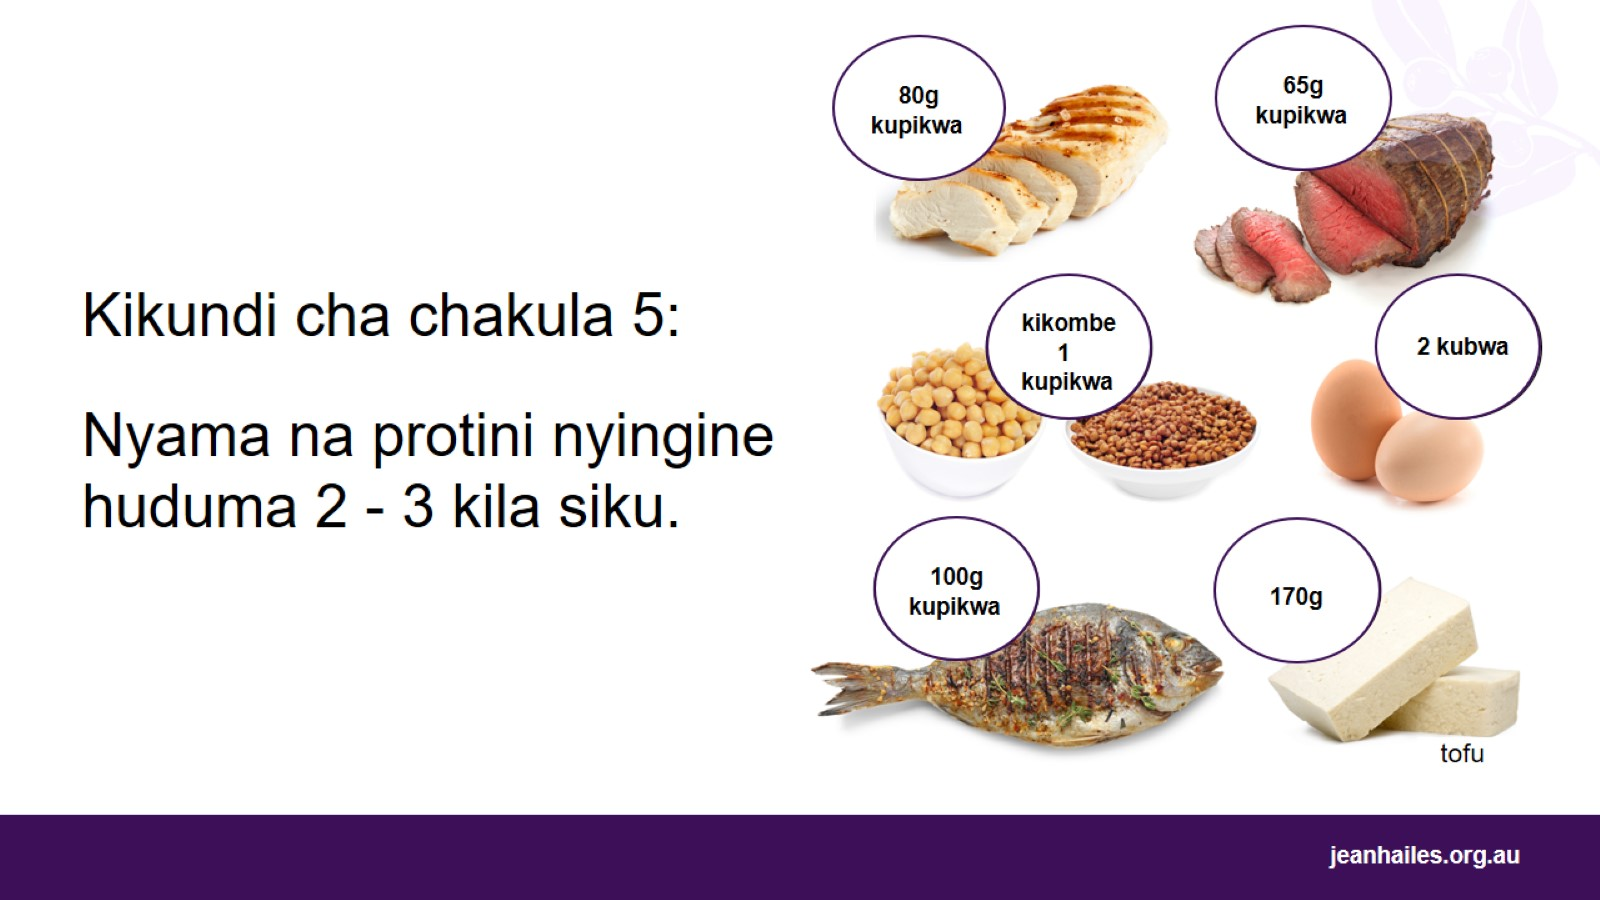 Kikundi cha chakula 5:
Nyama na protini nyingine
huduma 2 - 3 kila siku.
80g
kupikwa
65g
kupikwa
kikombe
1
kupikwa
2 kubwa
100g
kupikwa
170g
tofu
jeanhailes.org.au